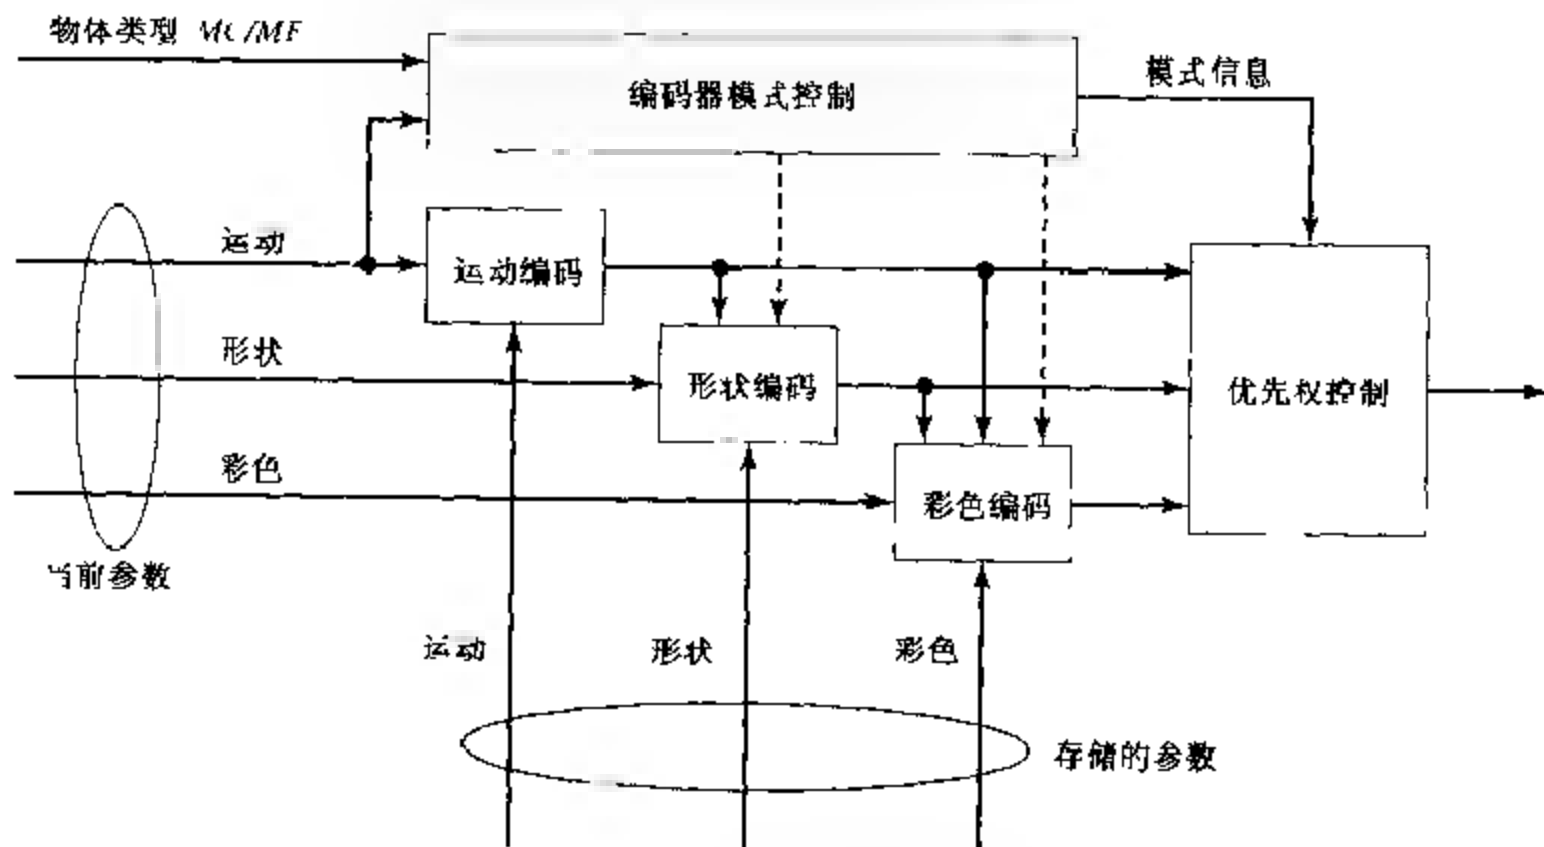 物体类型 MC/MF
编码器模式控制
模式信息
运动
运动编码
形状
形状编码
优先权控制
彩色
彩色编码
当前参数
运动
形状
彩色
存储的参数